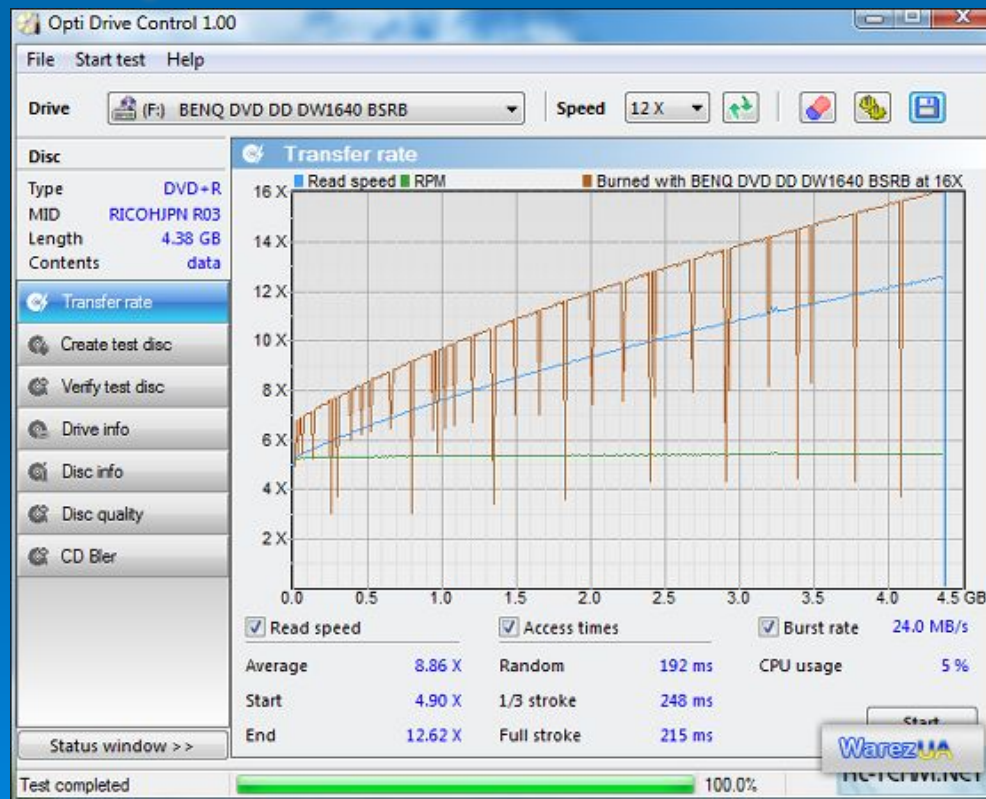 Opti Drive Control 1.00
File Start test Help
Drive (F:) BENQ DVD DD DW1640 BSRB Speed 12 X
Disc
Type DVD+R
MID RICOHJPN R03
Length 4.38 GB
Contents data
Transfer rate
Create test disc
Verify test disc
Drive info
Disc info
Disc quality
CD Bler
Status window >>
Transfer rate
Read speed RPM Burned with BENQ DVD DD DW1640 BSRB at 16X
16 X
14 X
12 X
10 X
8 X
6 X
4 X
2 X
0.0 0.5 1.0 1.5 2.0 2.5 3.0 3.5 4.0 4.5 GB
Read speed Access times Burst rate 24.0 MB/s
Average 8.86 X Random 192 ms CPU usage 5 %
Start 4.90 X 1/3 stroke 248 ms
End 12.62 X Full stroke 215 ms
Start
WarezUA
Test completed 100.0%